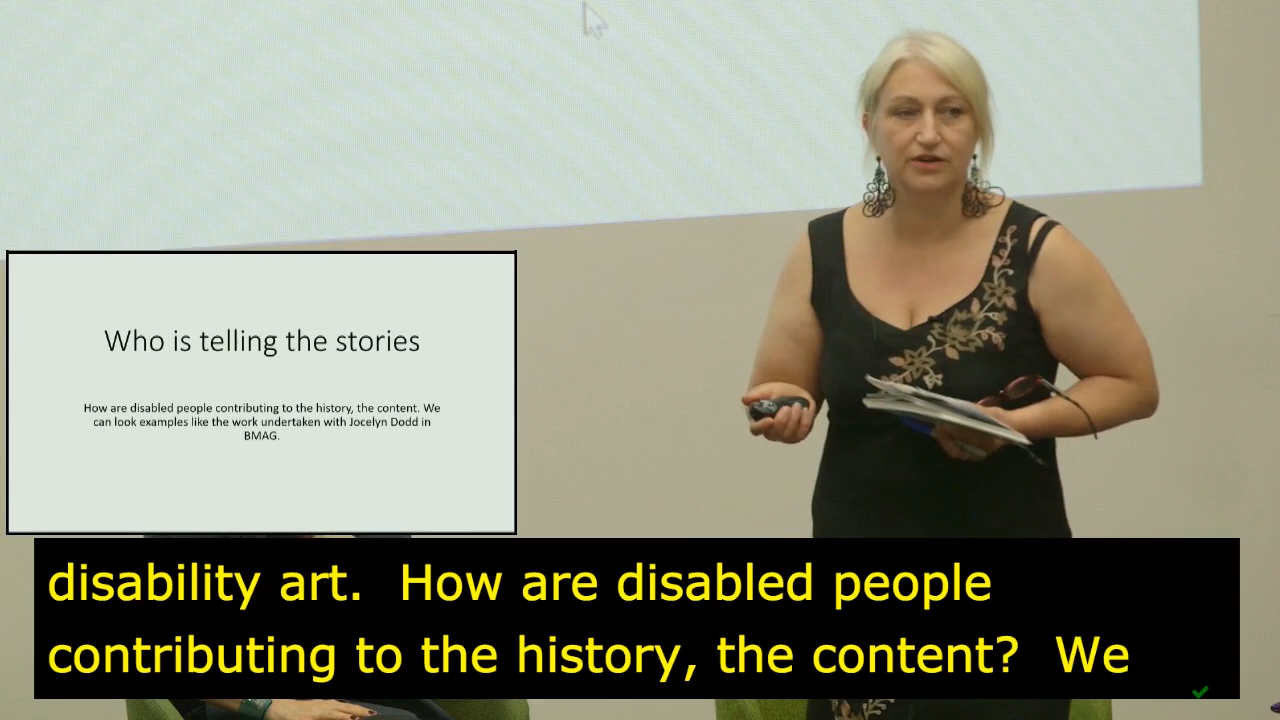 Who is telling the stories
How are disabled people contributing to the history, the content. We
can look examples like the work undertaken with Jocelyn Dodd in
BMAG.
disability art.  How are disabled people
contributing to the history, the content?  We